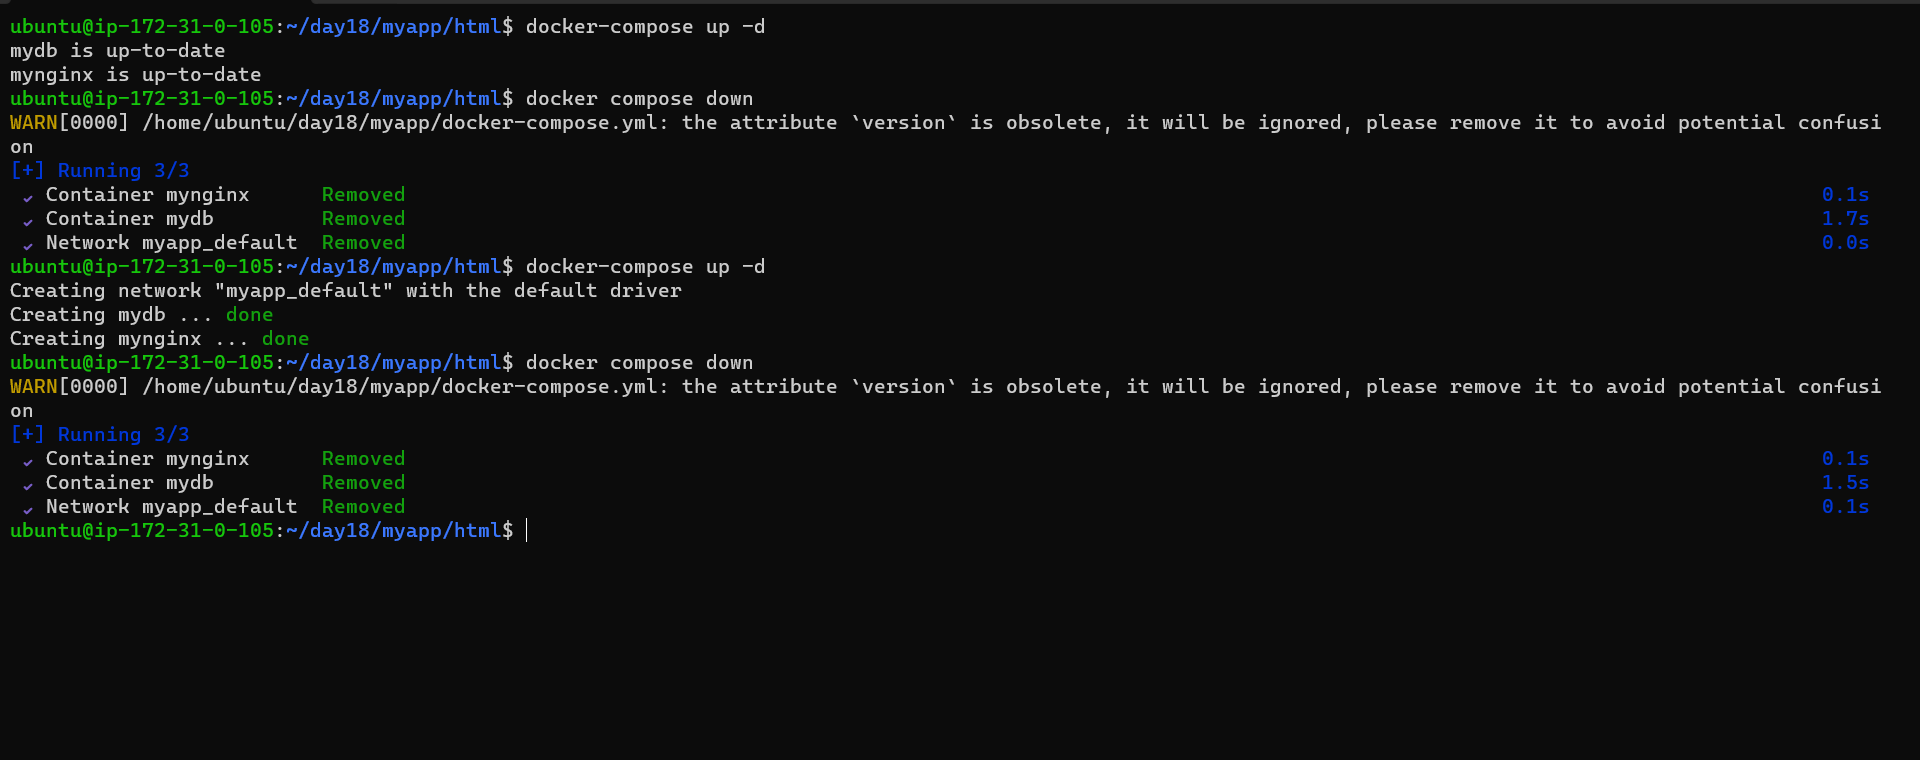 ubuntu@ip-172-31-0-105:~/day18/myapp/html$ docker-compose up -d
mydb is up-to-date
mynginx is up-to-date
ubuntu@ip-172-31-0-105:~/day18/myapp/html$ docker compose down
WARN[0000] /home/ubuntu/day18/myapp/docker-compose.yml: the attribute `version` is obsolete, it will be ignored, please remove it to avoid potential confusi
on
[+] Running 3/3
✔ Container mynginx Removed 0.1s
✔ Container mydb Removed 1.7s
✔ Network myapp_default Removed 0.0s
ubuntu@ip-172-31-0-105:~/day18/myapp/html$ docker-compose up -d
Creating network "myapp_default" with the default driver
Creating mydb ... done
Creating mynginx ... done
ubuntu@ip-172-31-0-105:~/day18/myapp/html$ docker compose down
WARN[0000] /home/ubuntu/day18/myapp/docker-compose.yml: the attribute `version` is obsolete, it will be ignored, please remove it to avoid potential confusi
on
[+] Running 3/3
✔ Container mynginx Removed 0.1s
✔ Container mydb Removed 1.5s
✔ Network myapp_default Removed 0.1s
ubuntu@ip-172-31-0-105:~/day18/myapp/html$